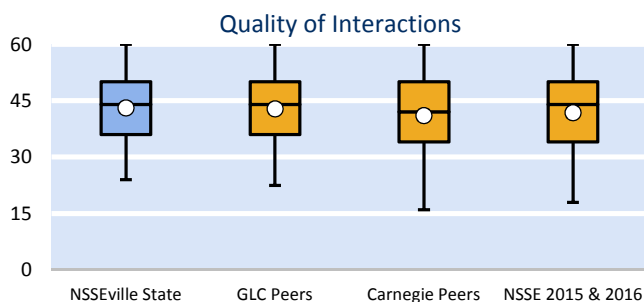 Quality of Interactions
60
45
30
15
0
NSSEville State GLC Peers Carnegie Peers NSSE 2015 & 2016